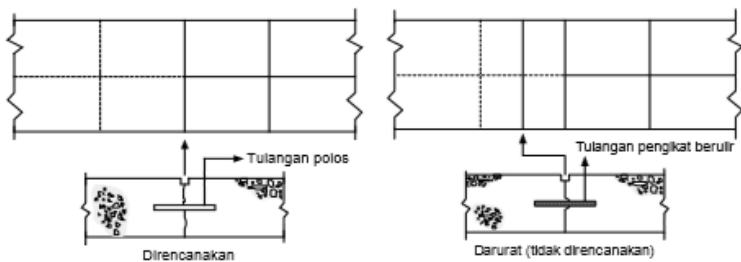 Tulangan polos
Direncanakan
Tulangan pengikat berulir
Darurat (tidak direncanakan)